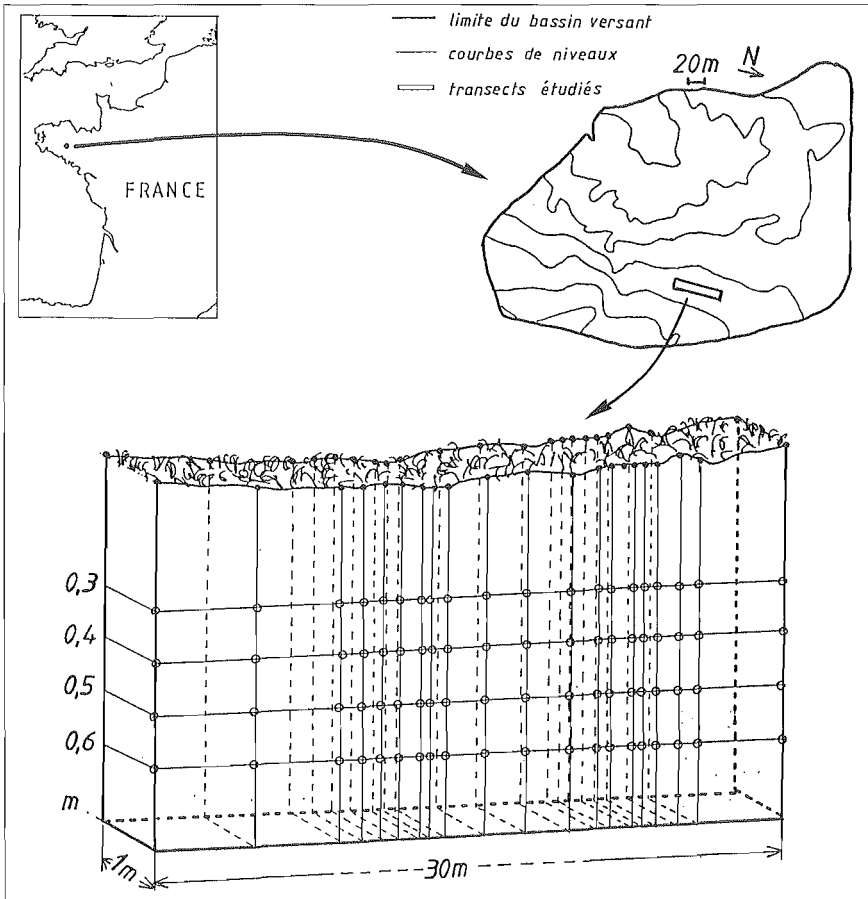 limite du bassin versant
courbes de niveaux
transects étudiés
20m
N
FRANCE
0,3
0,4
0,5
0,6
m
1m
30m